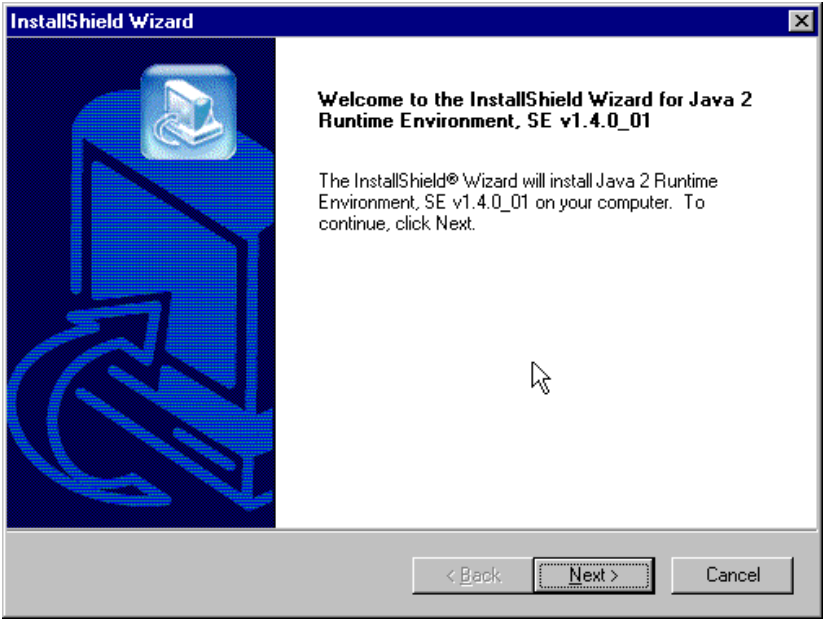 InstallShield Wizard
Welcome to the InstallShield Wizard for Java 2
Runtime Environment, SE v1.4.0_01
The InstallShield® Wizard will install Java 2 Runtime
Environment, SE v1.4.0_01 on your computer.  To
continue, click Next.
< Back
Next >
Cancel